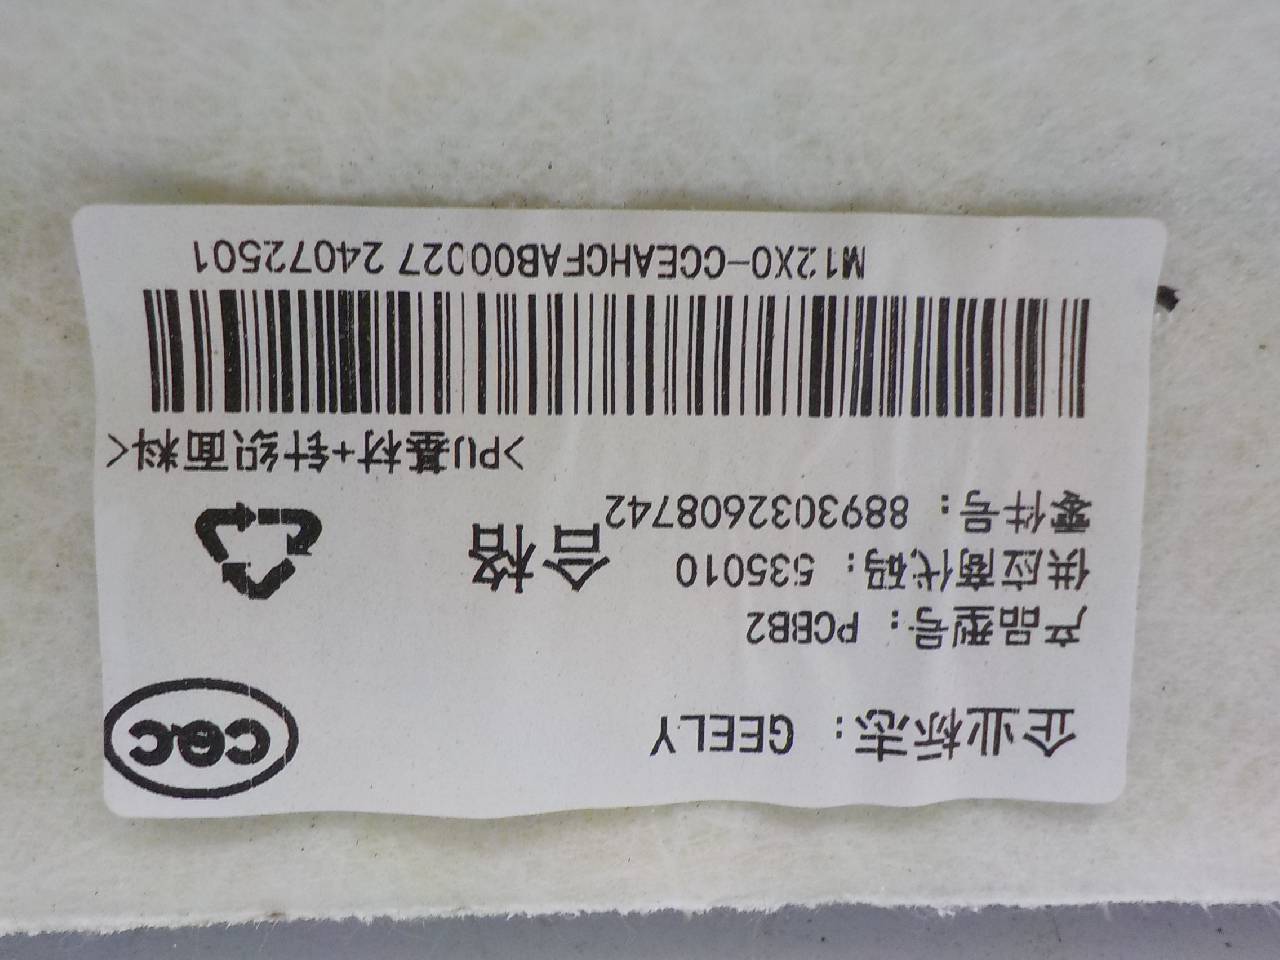 企业标志：GEELY
CQC
产品型号：PCBB2
供应商代码：535010
零件号：8893032608742
合格
>PU基材+针织面料<
M12X0-CCEAHCFAB00027 24072501